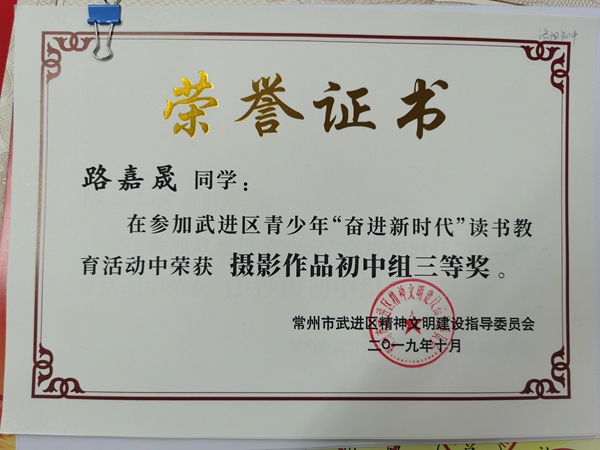 荣誉证书
路嘉晟 同学：
在参加武进区青少年“奋进新时代”读书教
育活动中荣获 摄影作品初中组三等奖。
常州市武进区精神文明建设指导委员会
二〇一九年十月